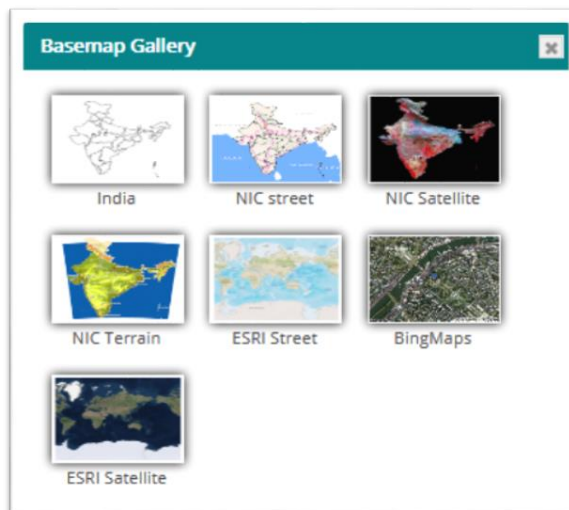 Basemap Gallery
India
NIC street
NIC Satellite
NIC Terrain
ESRI Street
BingMaps
ESRI Satellite